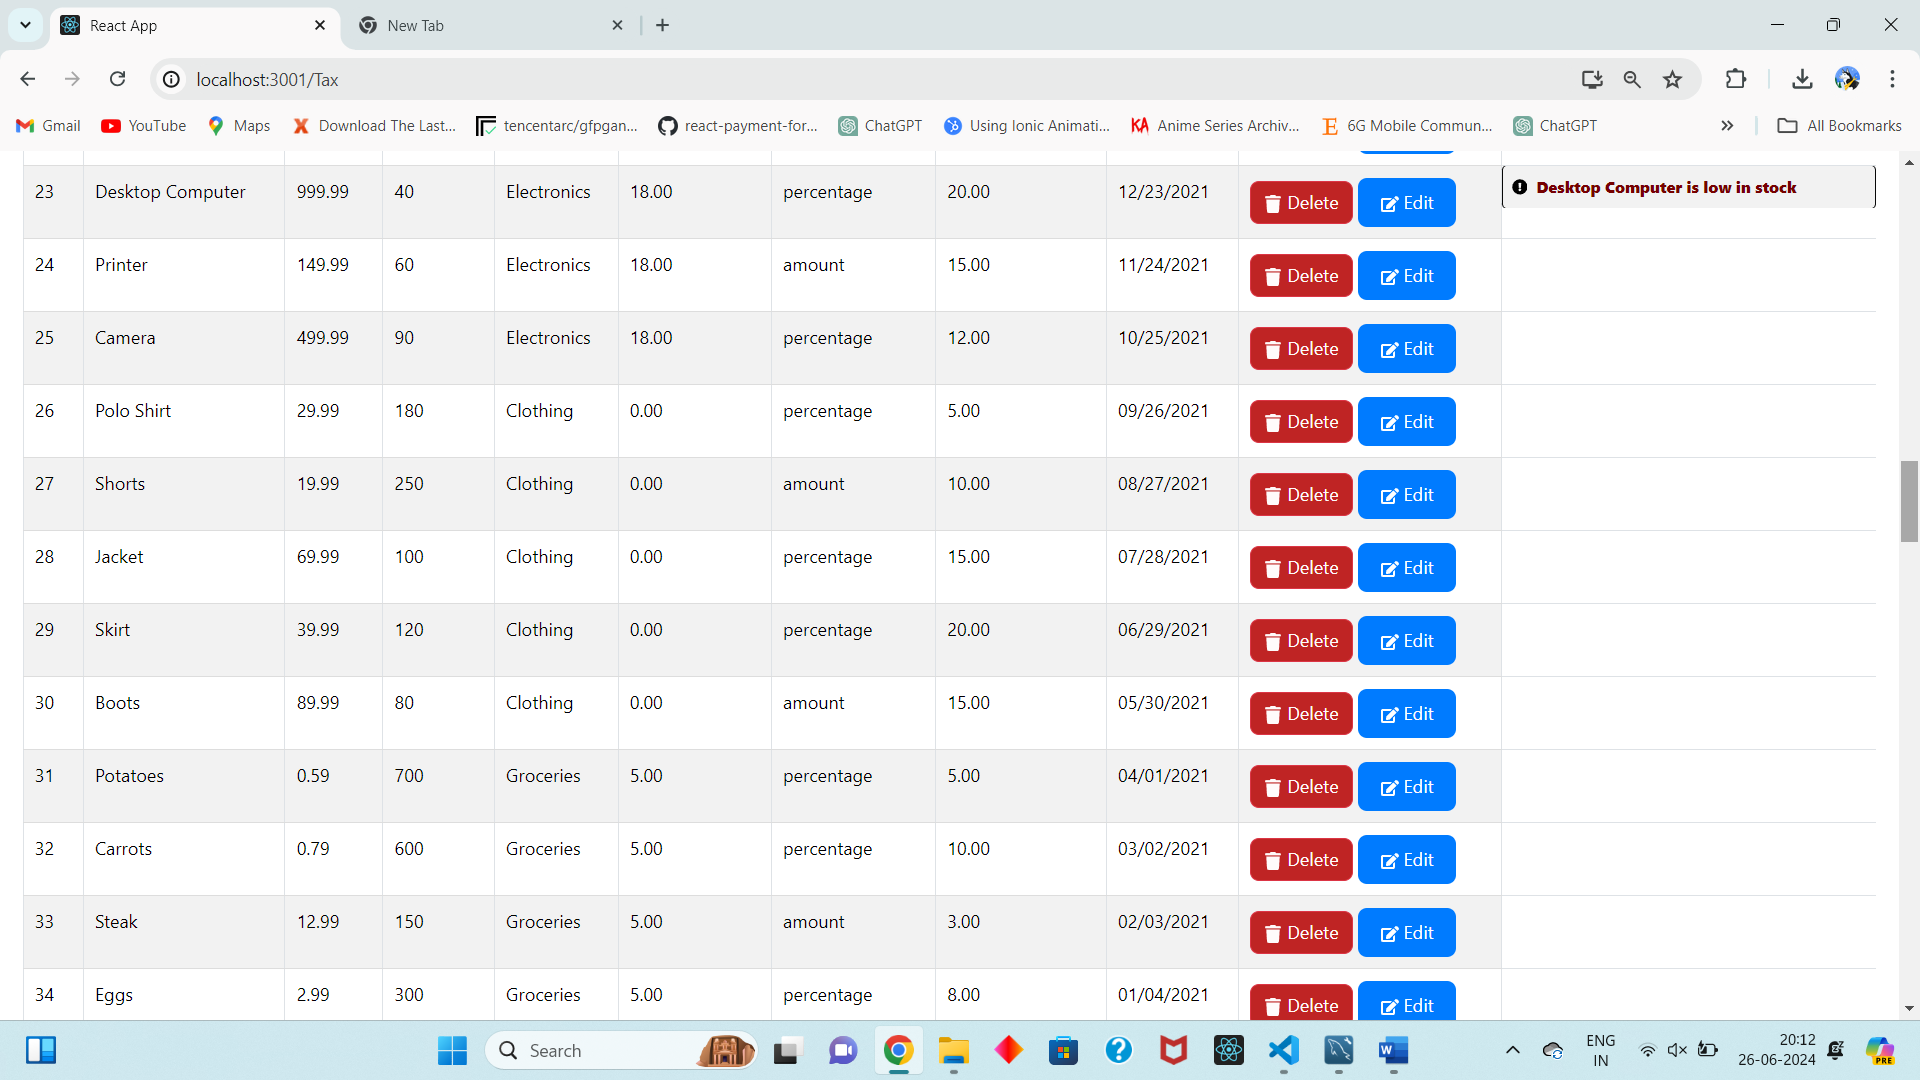 React App
New Tab
localhost:3001/Tax
Gmail YouTube Maps Download The Last... tencentarc/gfpgan... react-payment-for... ChatGPT Using Ionic Animati... Anime Series Archiv... 6G Mobile Commun... ChatGPT All Bookmarks
23 Desktop Computer 999.99 40 Electronics 18.00 percentage 20.00 12/23/2021 Delete Edit Desktop Computer is low in stock
24 Printer 149.99 60 Electronics 18.00 amount 15.00 11/24/2021 Delete Edit
25 Camera 499.99 90 Electronics 18.00 percentage 12.00 10/25/2021 Delete Edit
26 Polo Shirt 29.99 180 Clothing 0.00 percentage 5.00 09/26/2021 Delete Edit
27 Shorts 19.99 250 Clothing 0.00 amount 10.00 08/27/2021 Delete Edit
28 Jacket 69.99 100 Clothing 0.00 percentage 15.00 07/28/2021 Delete Edit
29 Skirt 39.99 120 Clothing 0.00 percentage 20.00 06/29/2021 Delete Edit
30 Boots 89.99 80 Clothing 0.00 amount 15.00 05/30/2021 Delete Edit
31 Potatoes 0.59 700 Groceries 5.00 percentage 5.00 04/01/2021 Delete Edit
32 Carrots 0.79 600 Groceries 5.00 percentage 10.00 03/02/2021 Delete Edit
33 Steak 12.99 150 Groceries 5.00 amount 3.00 02/03/2021 Delete Edit
34 Eggs 2.99 300 Groceries 5.00 percentage 8.00 01/04/2021 Delete Edit
Search
ENG
IN
20:12
26-06-2024
PRE